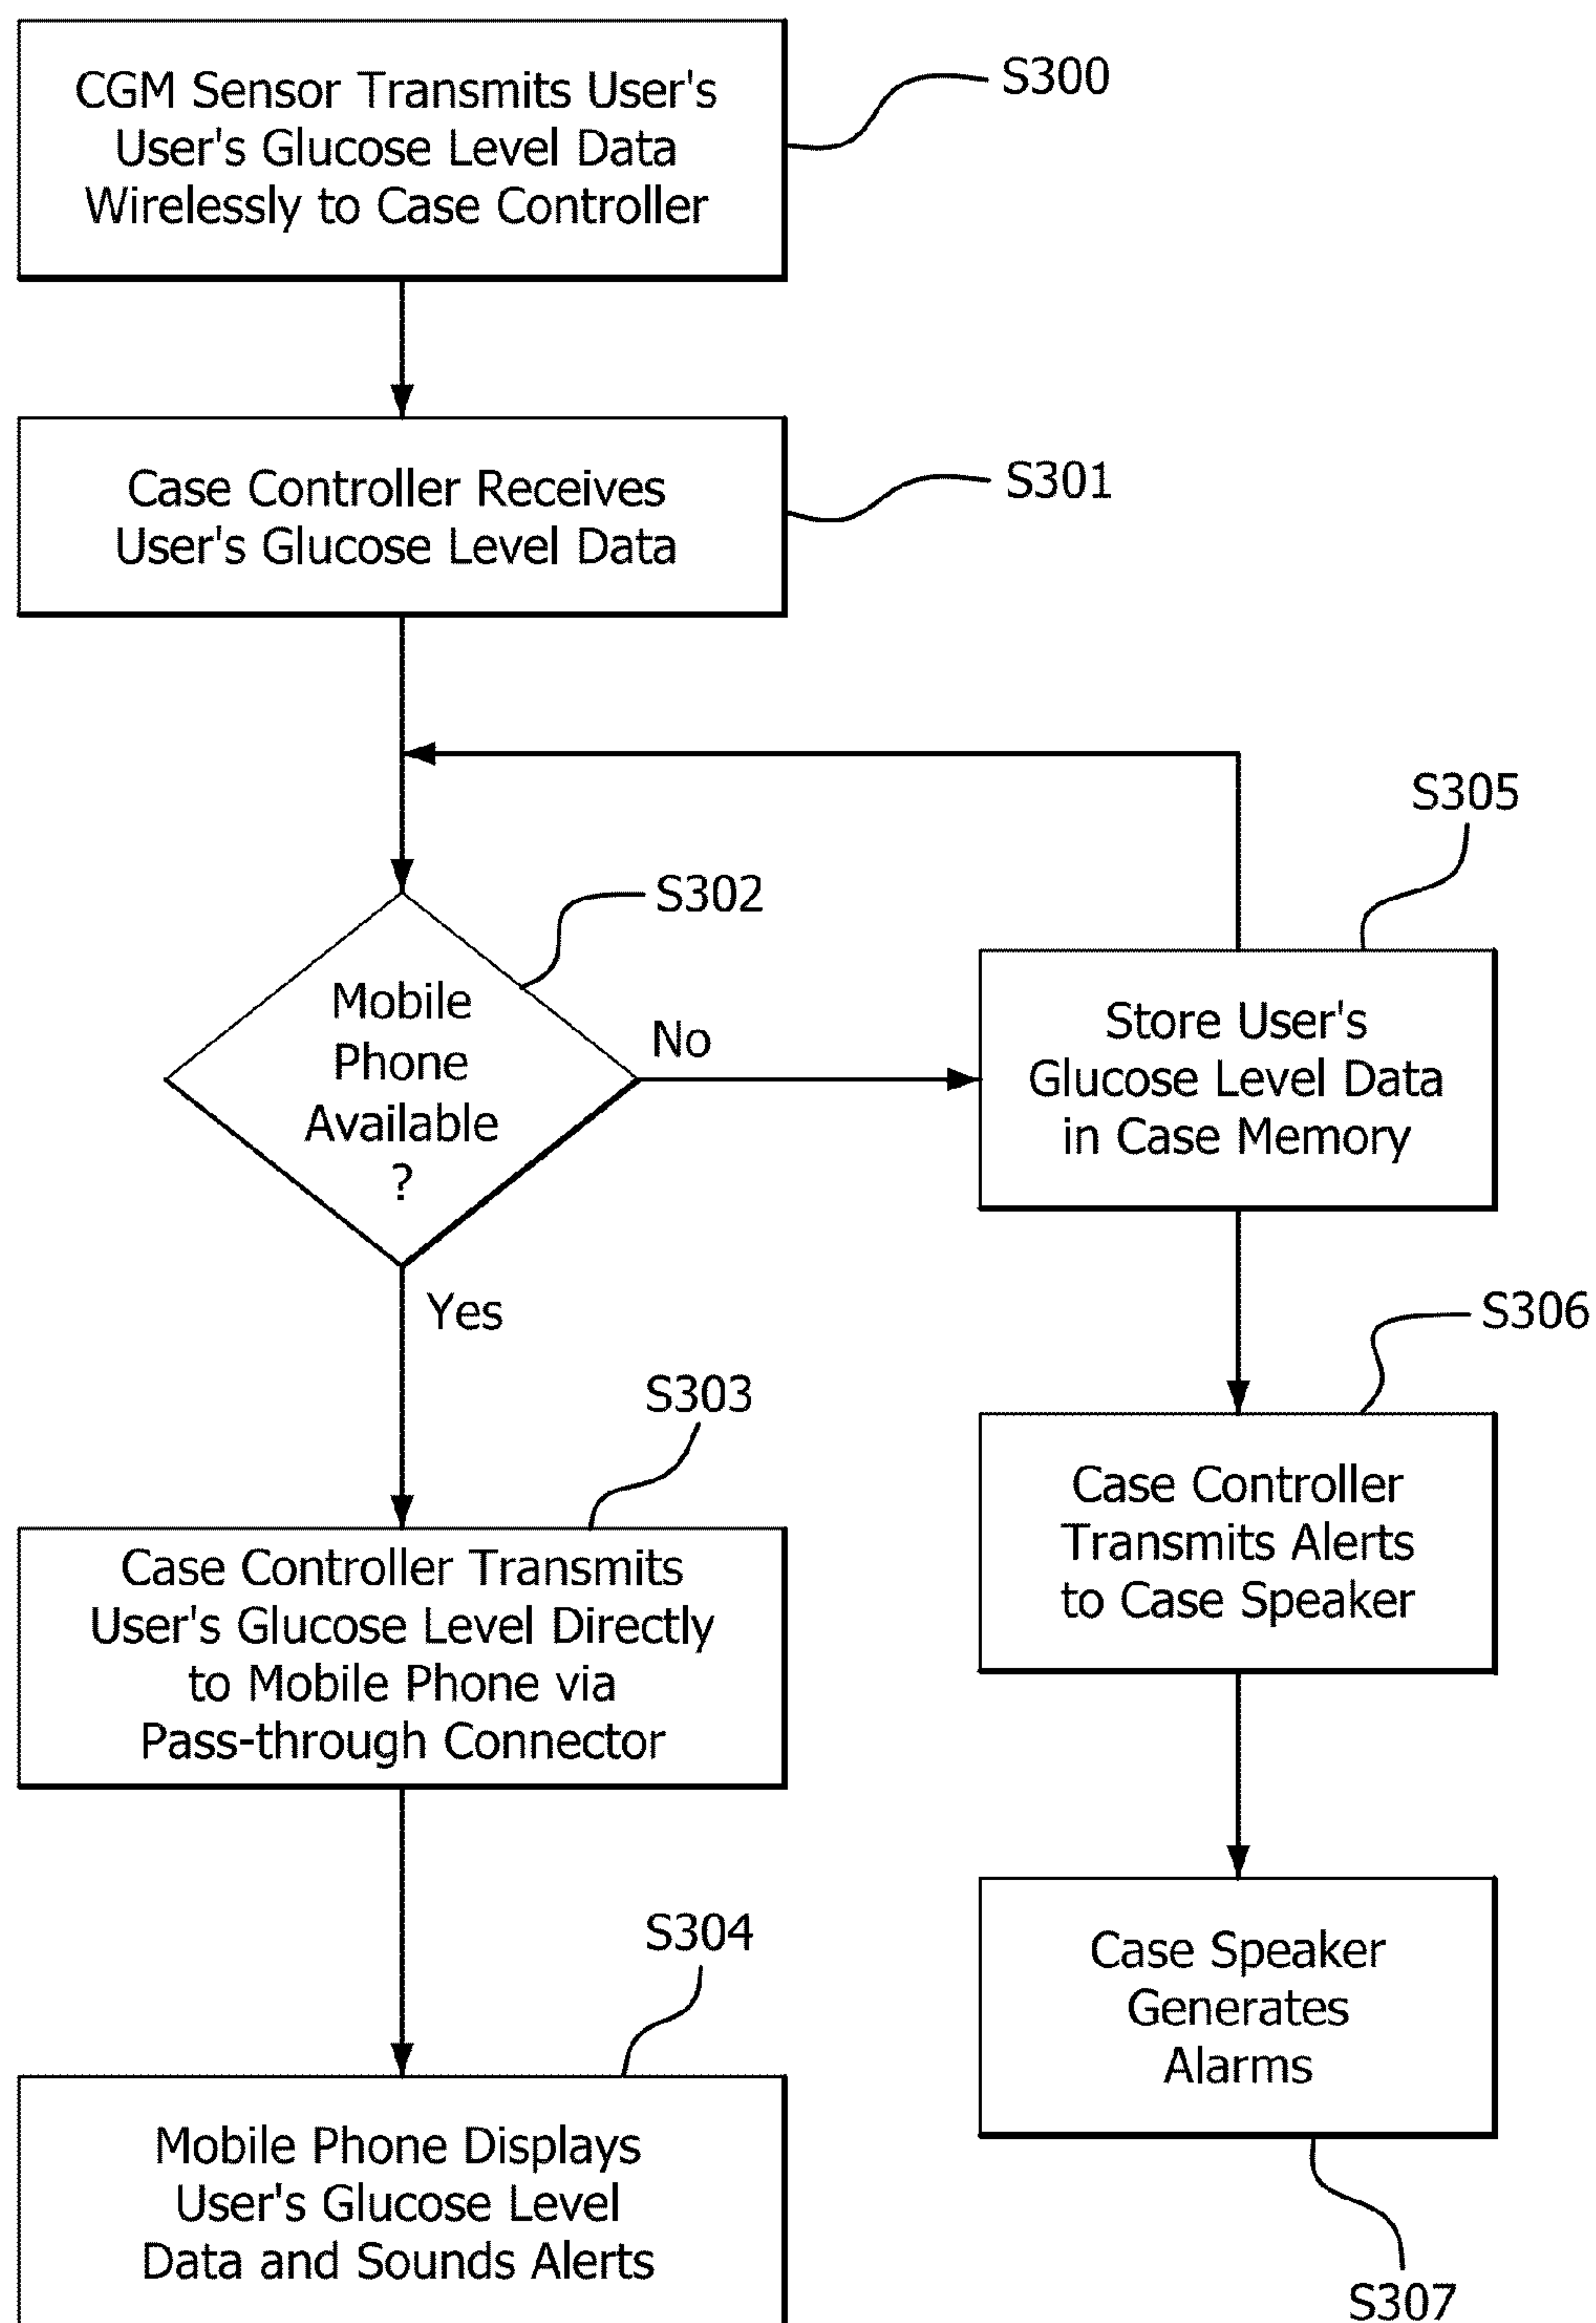 CGM Sensor Transmits User's
User's Glucose Level Data
Wirelessly to Case Controller
S300
Case Controller Receives
User's Glucose Level Data
S301
S305
S302
Mobile
Phone
Available
?
No
Yes
Store User's
Glucose Level Data
in Case Memory
S306
S303
Case Controller
Transmits Alerts
to Case Speaker
Case Controller Transmits
User's Glucose Level Directly
to Mobile Phone via
Pass-through Connector
S304
Case Speaker
Generates
Alarms
Mobile Phone Displays
User's Glucose Level
Data and Sounds Alerts
S307